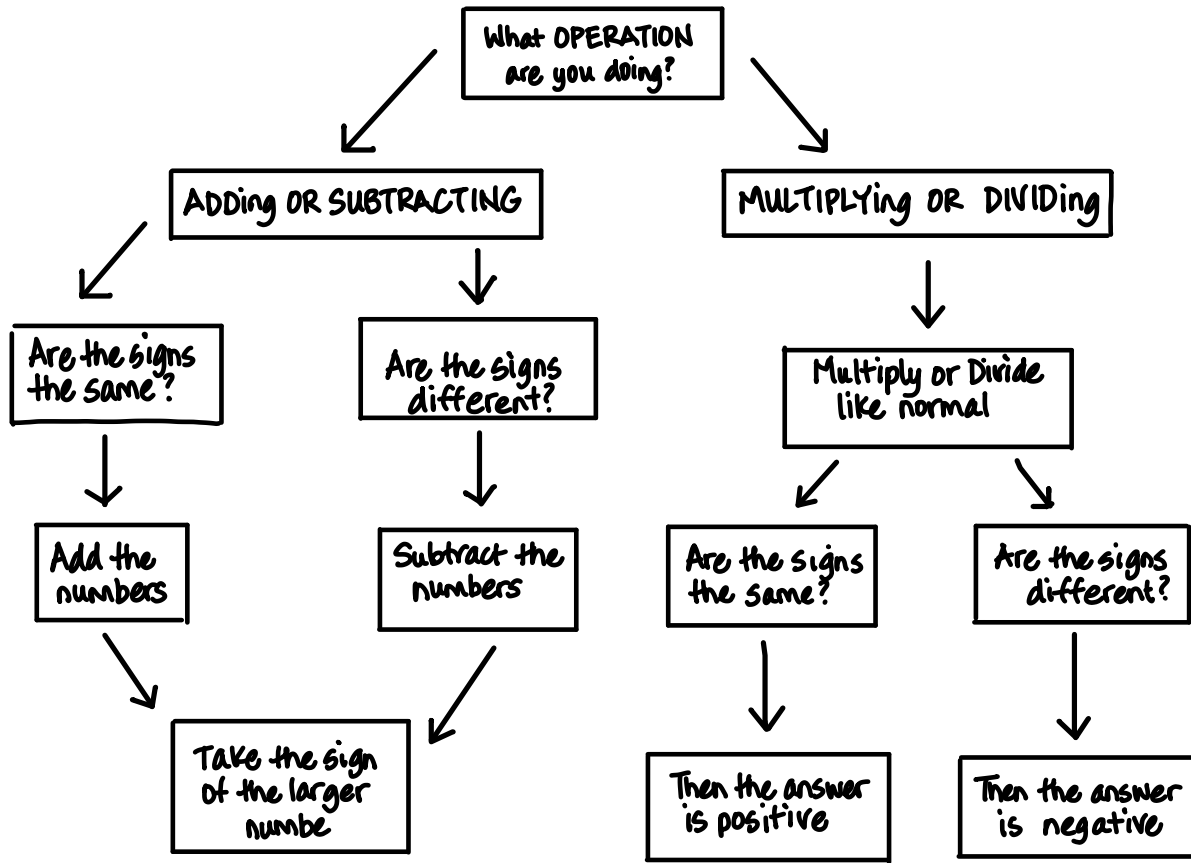 What OPERATION
are you doing?
ADDing OR SUBTRACTING
MULTIPLYing OR DIVIDing
Are the signs
the same?
Are the signs
different?
Multiply or Divide
like normal
Add the
numbers
Subtract the
numbers
Are the signs
the same?
Are the signs
different?
Take the sign
of the larger
numbe
Then the answer
is positive
Then the answer
is negative